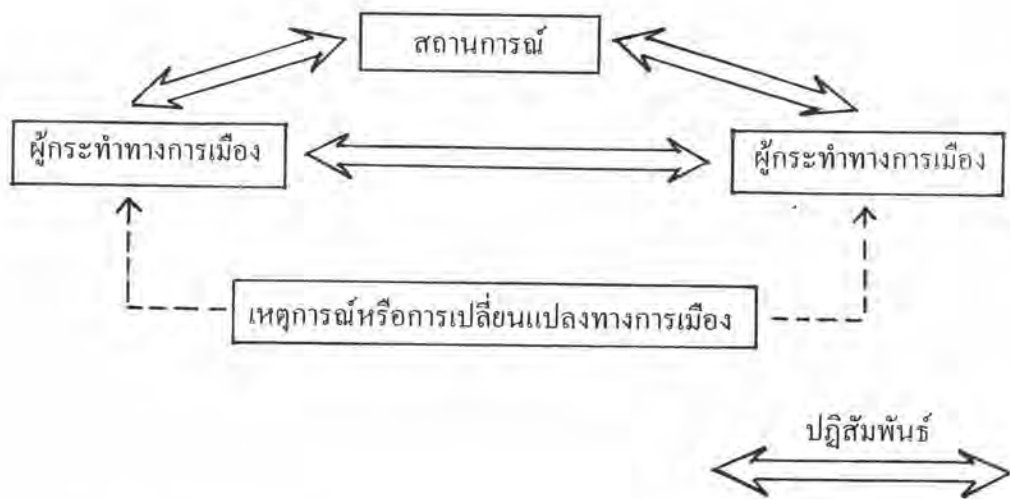 สถานการณ์
ผู้กระทำทางการเมือง
ผู้กระทำทางการเมือง
เหตุการณ์หรือการเปลี่ยนแปลงทางการเมือง
ปฏิสัมพันธ์